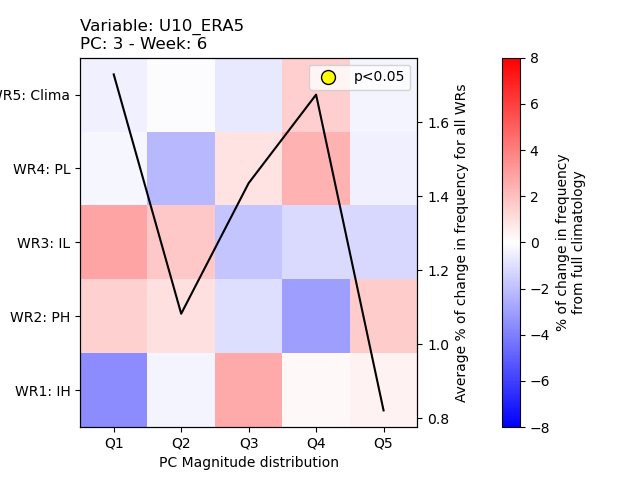 Variable: U10_ERA5
PC: 3 - Week: 6
p<0.05
WR5: Clima
WR4: PL
WR3: IL
WR2: PH
WR1: IH
Q1 Q2 Q3 Q4 Q5
PC Magnitude distribution
1.6
1.4
1.2
1.0
0.8
Average % of change in frequency for all WRs
8
6
4
2
0
−2
−4
−6
−8
% of change in frequency
from full climatology